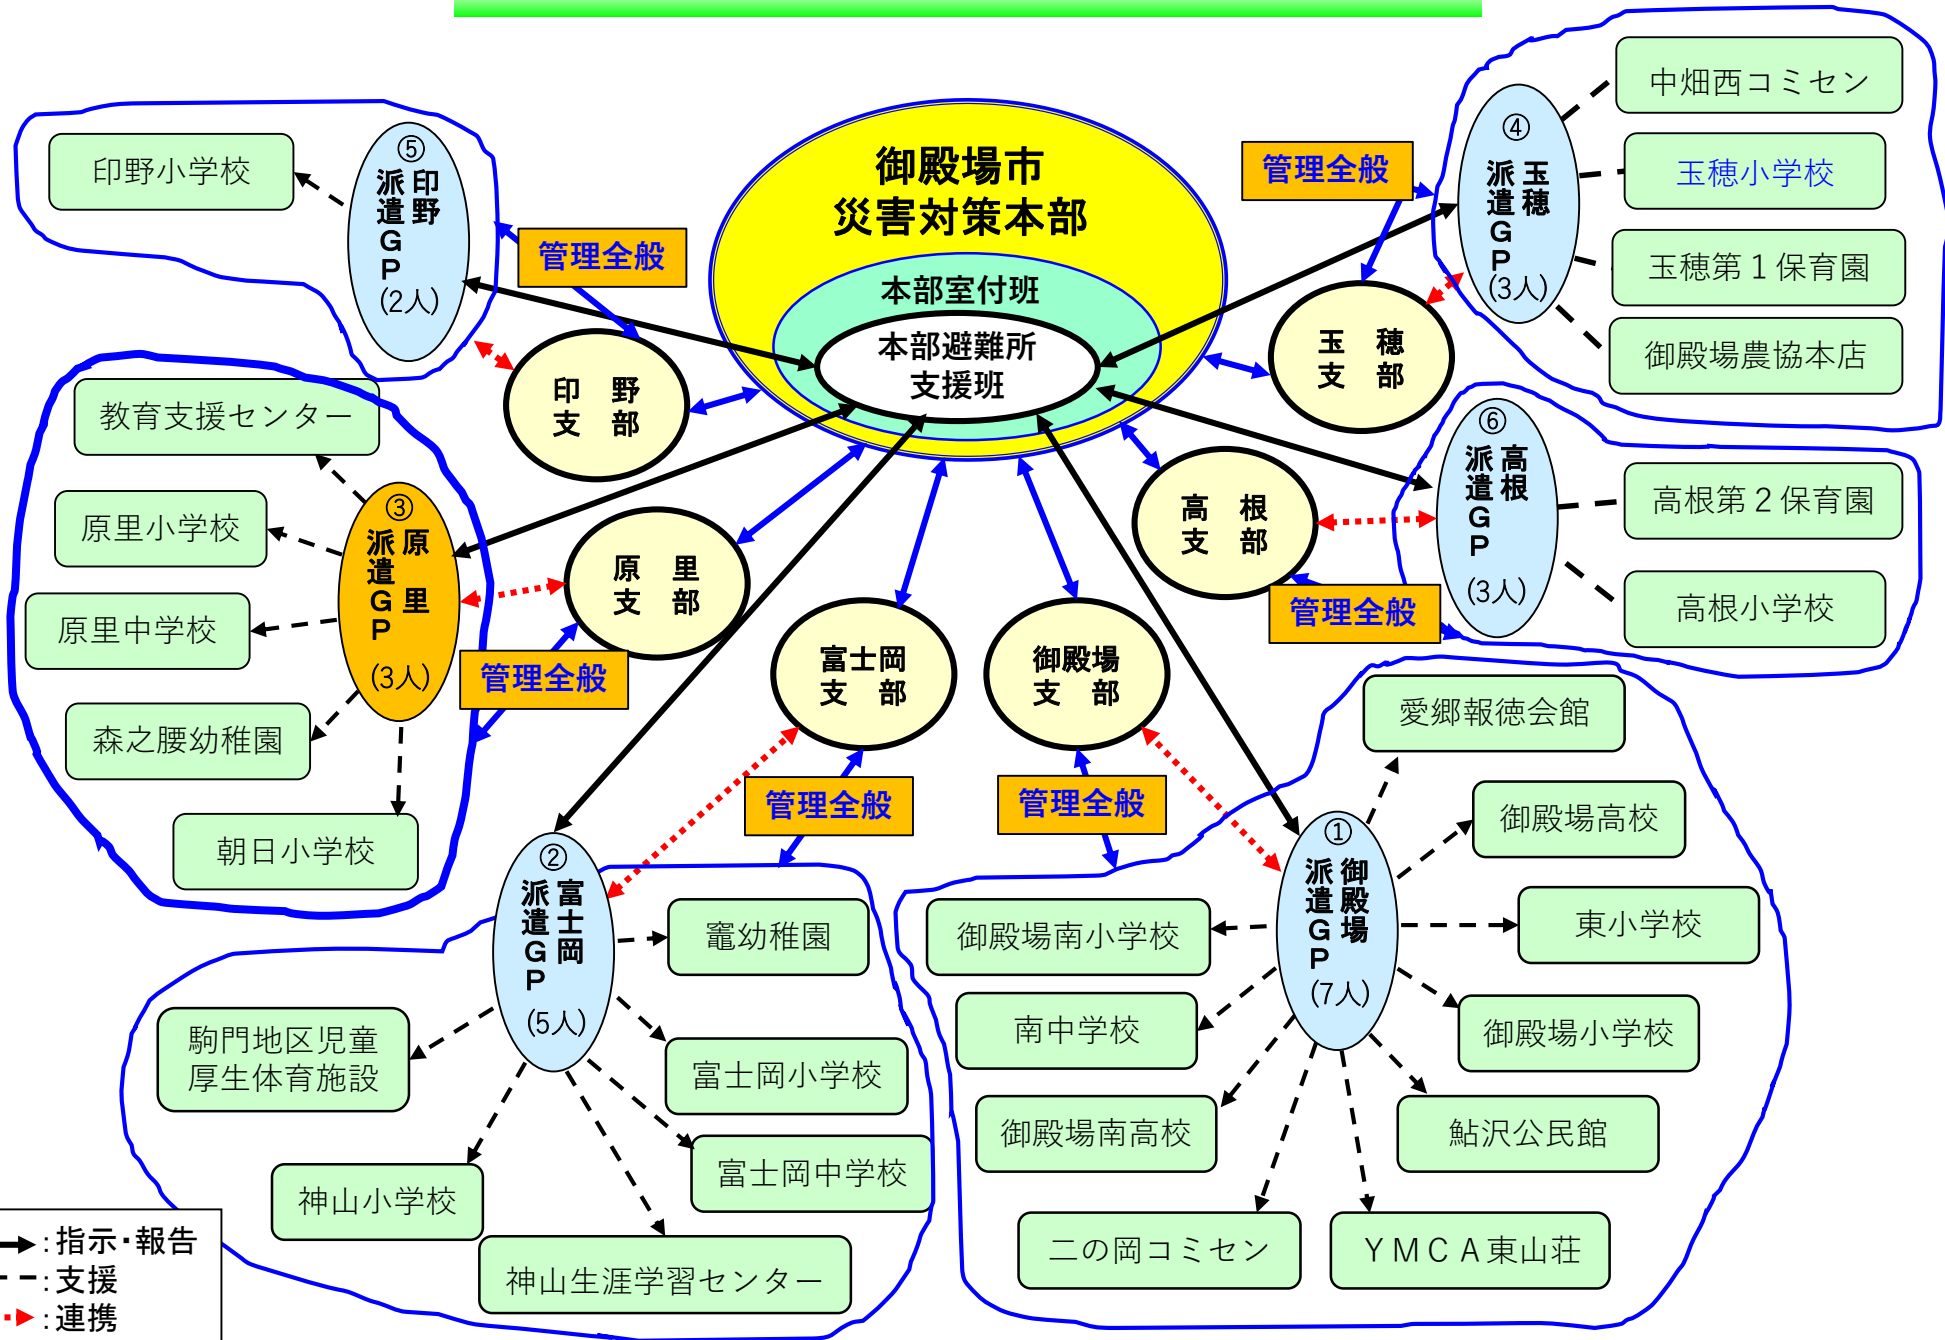 御殿場市
災害対策本部
本部室付班
本部避難所
支援班
⑤
印野
派遣GP
(2人)
印野小学校
管理全般
印　野
支　部
④
玉穂
派遣GP
(3人)
中畑西コミセン
玉穂小学校
玉穂第１保育園
御殿場農協本店
管理全般
玉　穂
支　部
③
原里
派遣GP
(3人)
教育支援センター
原里小学校
原里中学校
森之腰幼稚園
朝日小学校
管理全般
原　里
支　部
⑥
高根
派遣GP
(3人)
高根第２保育園
高根小学校
管理全般
高　根
支　部
富士岡
支　部
管理全般
②
富士岡
派遣GP
(5人)
竈幼稚園
富士岡小学校
富士岡中学校
駒門地区児童
厚生体育施設
神山小学校
神山生涯学習センター
御殿場
支　部
管理全般
①
御殿場
派遣GP
(7人)
愛郷報徳会館
御殿場高校
東小学校
御殿場小学校
鮎沢公民館
ＹＭＣＡ東山荘
二の岡コミセン
御殿場南高校
南中学校
御殿場南小学校
：指示・報告
：支援
：連携